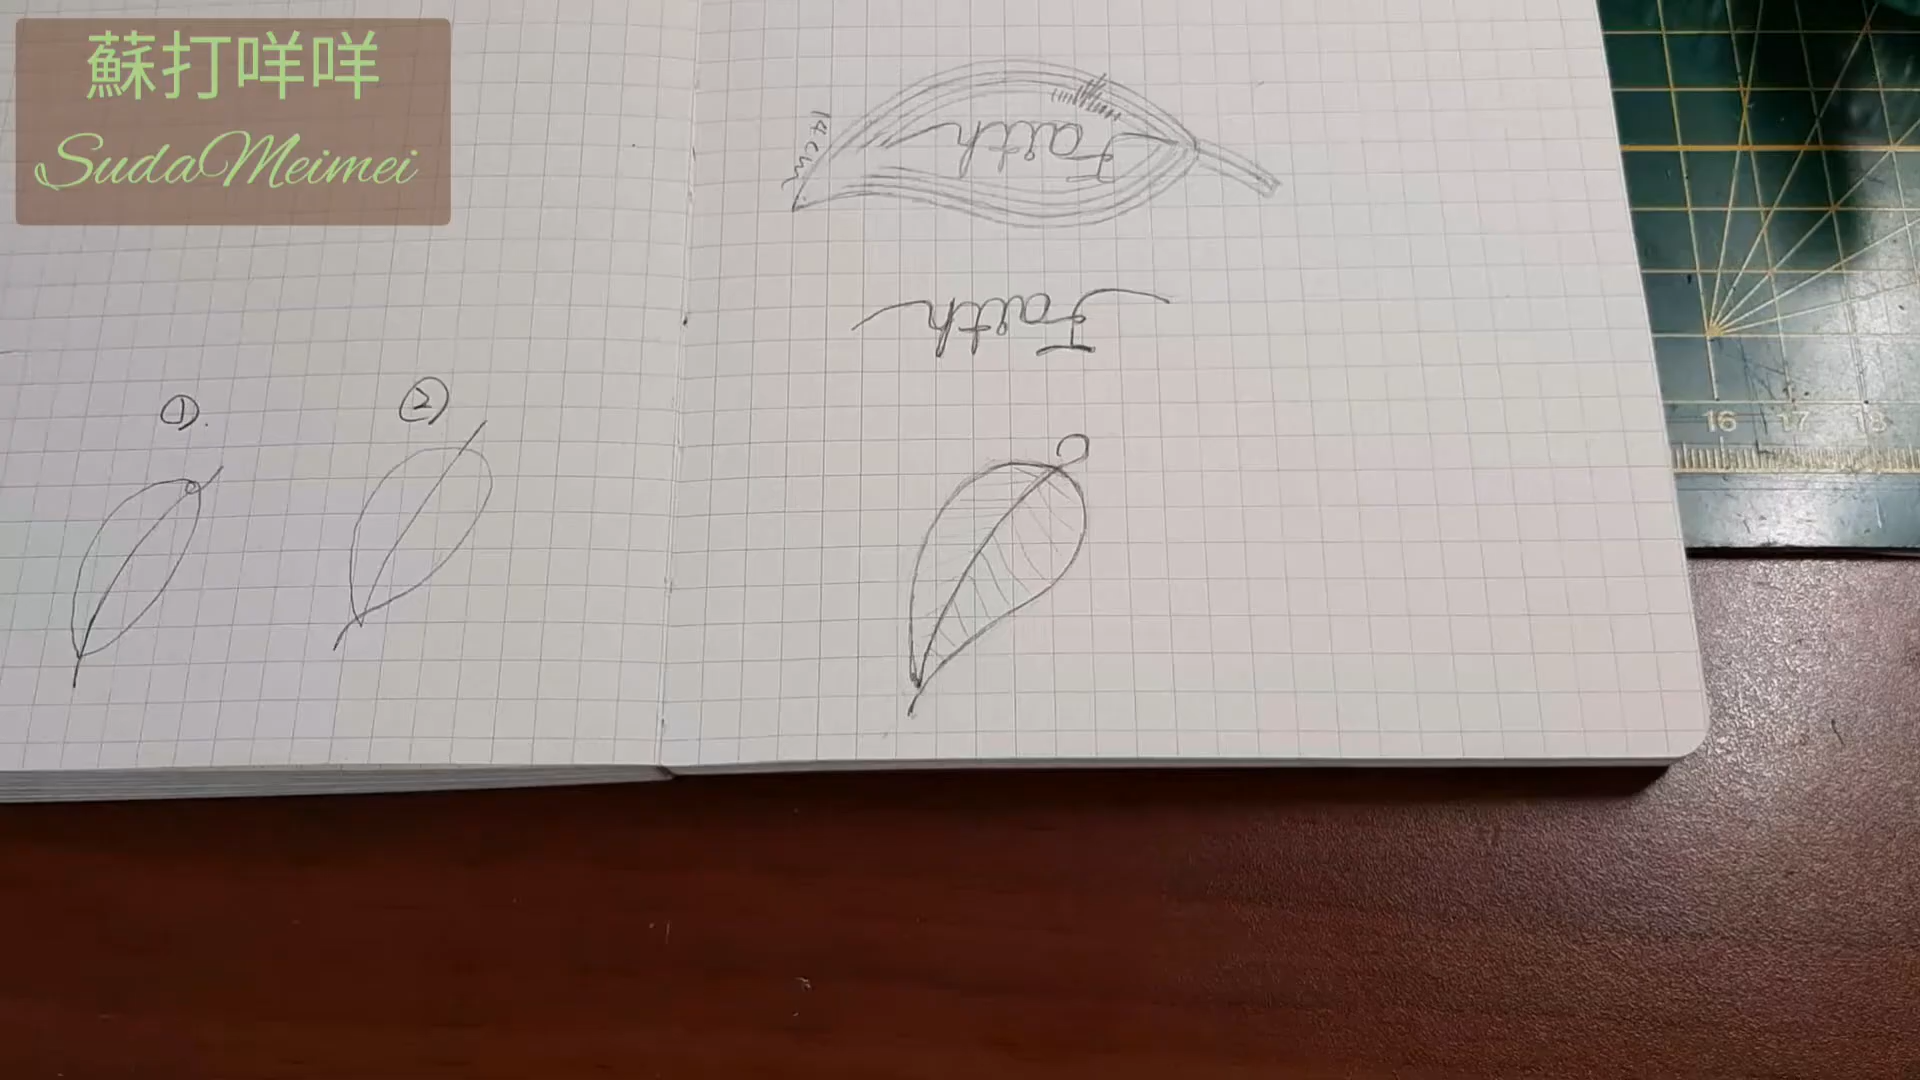 蘇打咩咩
SudaMeimei
14cm
Faith
Faith
①
②
16 17 18